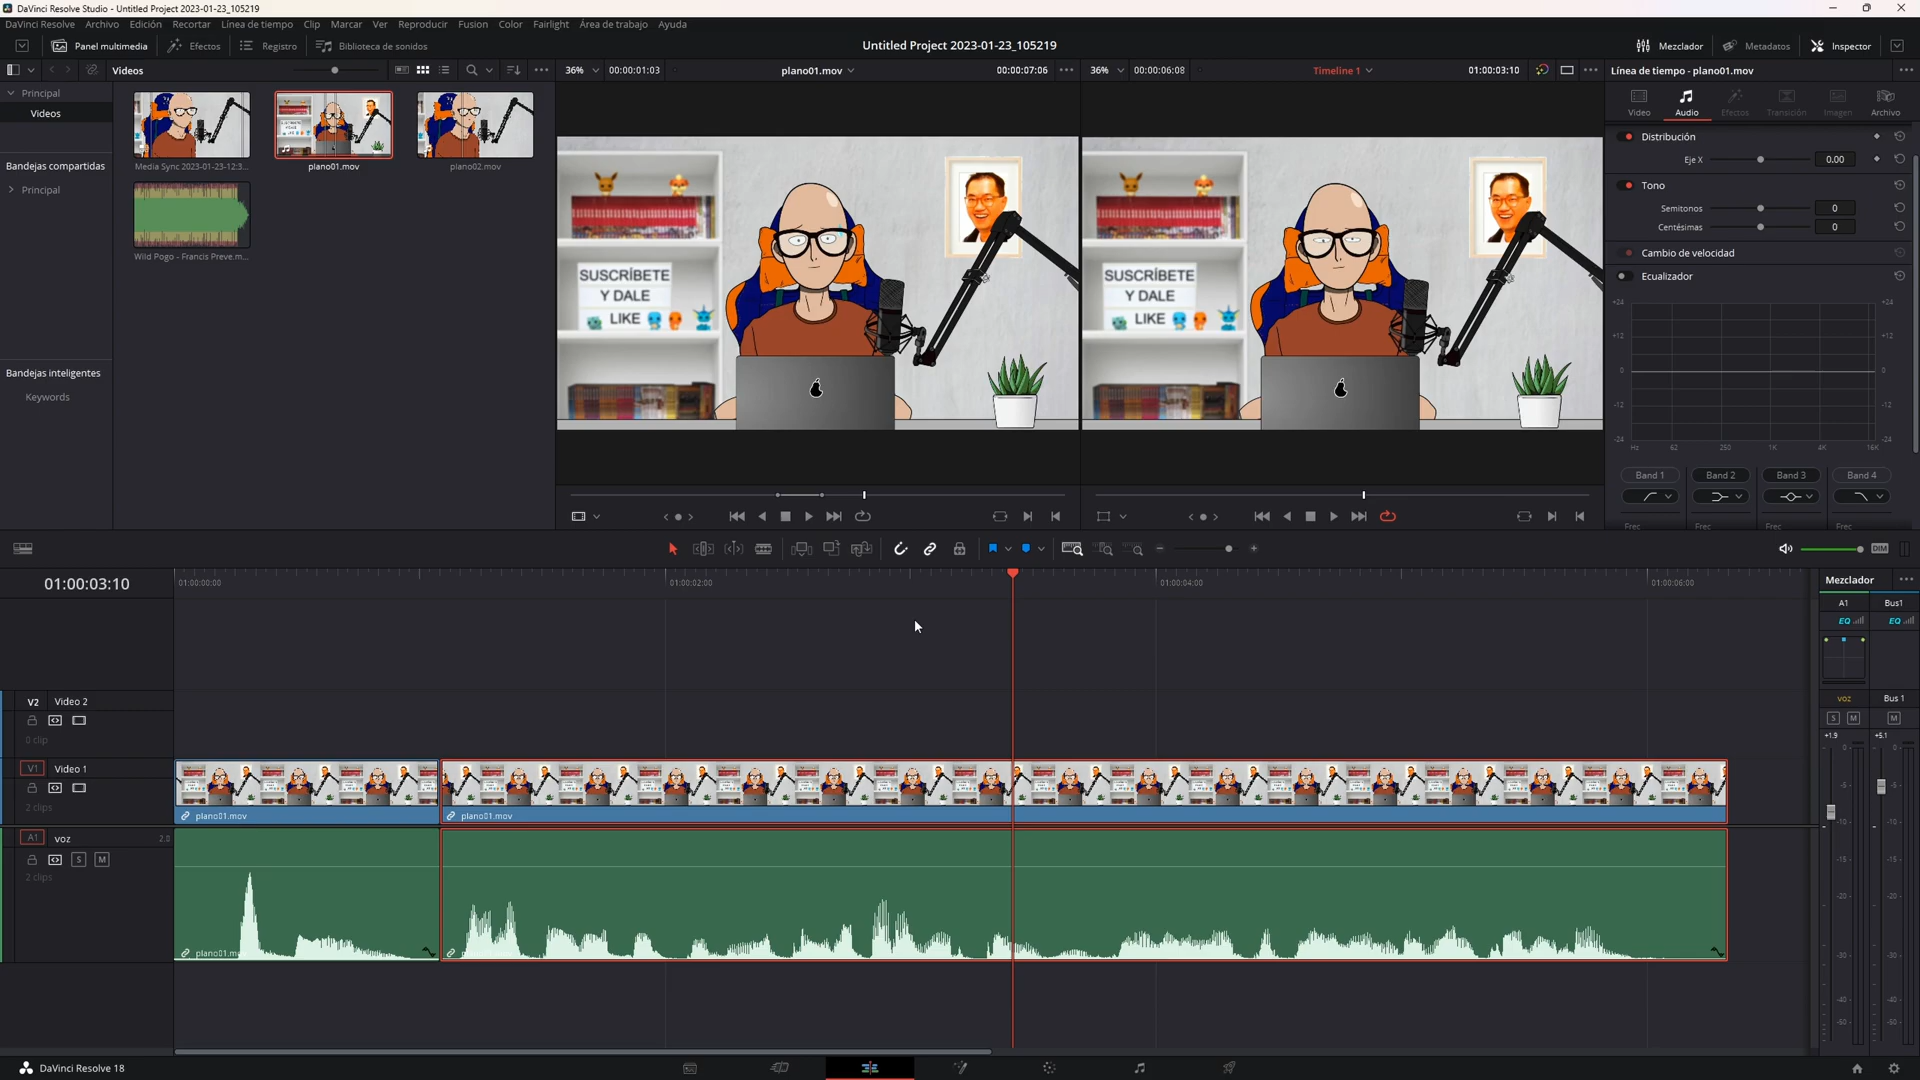 DaVinci Resolve Studio - Untitled Project 2023-01-23_105219
DaVinci Resolve Archivo Edición Recortar Línea de tiempo Clip Marcar Ver Reproducir Fusion Color Fairlight Área de trabajo Ayuda
Panel multimedia Efectos Registro Biblioteca de sonidos
Untitled Project 2023-01-23_105219
Mezclador Metadatos Inspector
Videos
36% 00:00:01:03 plano01.mov 00:00:07:06
36% 00:00:06:08 Timeline 1 01:00:03:10
Línea de tiempo - plano01.mov
Principal
Videos
Bandejas compartidas
Principal
Bandejas inteligentes
Keywords
Media Sync 2023-01-23-12:3...
plano01.mov
plano02.mov
Wild Pogo - Francis Preve.m...
SUSCRÍBETE
Y DALE
LIKE
SUSCRÍBETE
Y DALE
LIKE
Video Audio Efectos Transición Imagen Archivo
Distribución
Eje X 0.00
Tono
Semitonos 0
Centésimas 0
Cambio de velocidad
Ecualizador
+24 +24
+12 +12
0 0
-12 -12
-24 -24
Hz 62 250 1K 4K 16K
Band 1 Band 2 Band 3 Band 4
Frec Frec Frec Frec
DIM
01:00:03:10
01:00:00:00 01:00:02:00 01:00:04:00 01:00:06:00
V2 Video 2
0 clip
V1 Video 1
2 clips
plano01.mov
plano01.mov
A1 voz 2.0
S M
2 clips
plano01.mo
Mezclador
A1 Bus1
EQ EQ
voz Bus 1
S M M
+1.9 +5.1
-5 -5
-10 -10
-15 -15
-20 -20
-30 -30
-40 -40
-50 -50
DaVinci Resolve 18